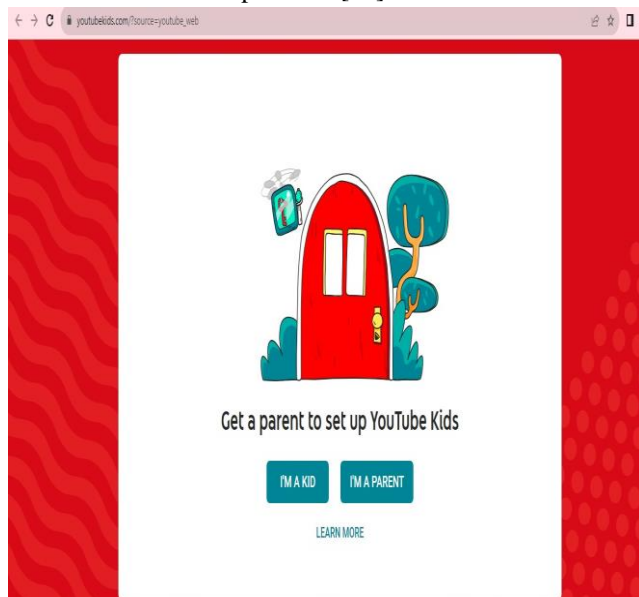 youtubekids.com/?source=youtube_web
Get a parent to set up YouTube Kids
I'M A KID
I'M A PARENT
LEARN MORE